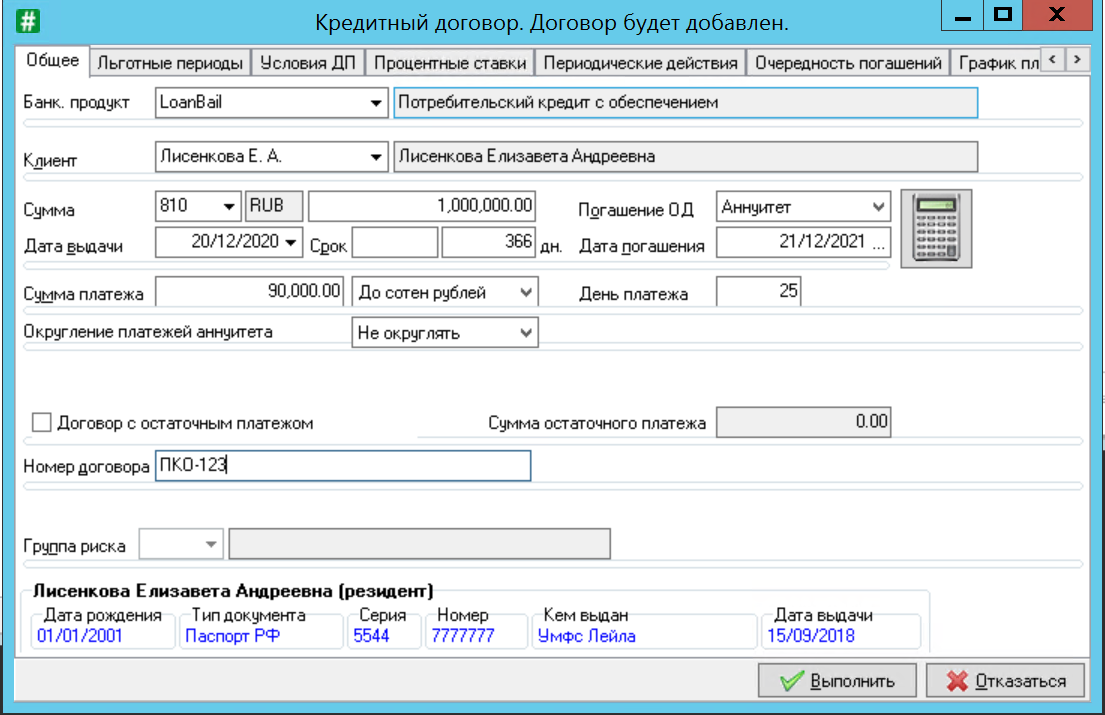 # Кредитный договор. Договор будет добавлен.
Общее Льготные периоды Условия ДП Процентные ставки Периодические действия Очередность погашений График пл
Банк. продукт LoanBail Потребительский кредит с обеспечением
Клиент Лисенкова Е. А. Лисенкова Елизавета Андреевна
Сумма 810 RUB 1,000,000.00 Погашение ОД Аннуитет
Дата выдачи 20/12/2020 Срок 366 дн. Дата погашения 21/12/2021 ...
Сумма платежа 90,000.00 До сотен рублей День платежа 25
Округление платежей аннуитета Не округлять
Договор с остаточным платежом Сумма остаточного платежа 0.00
Номер договора ПКО-123
Группа риска
Лисенкова Елизавета Андреевна (резидент)
Дата рождения Тип документа Серия Номер Кем выдан Дата выдачи
01/01/2001 Паспорт РФ 5544 7777777 Умфс Лейла 15/09/2018
Выполнить Отказаться